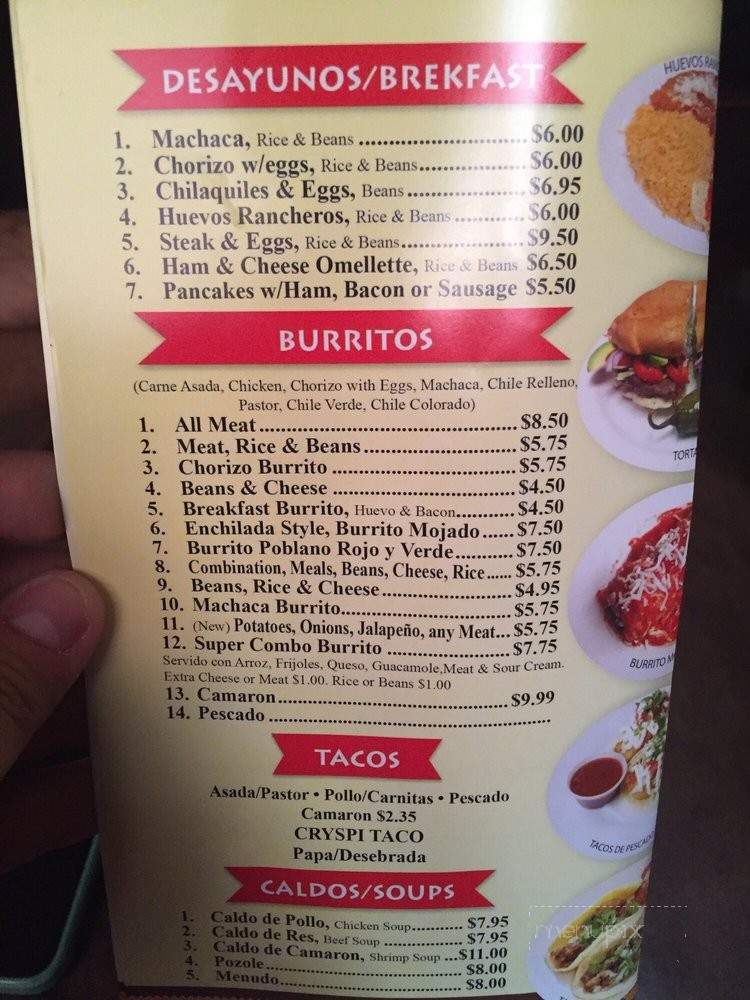 DESAYUNOS/BREKFAST
HUEVOS
1. Machaca, Rice & Beans ........................ $6.00
2. Chorizo w/eggs, Rice & Beans............... $6.00
3. Chilaquiles & Eggs, Beans ................. $6.95
4. Huevos Rancheros, Rice & Beans .......... $6.00
5. Steak & Eggs, Rice & Beans................. $9.50
6. Ham & Cheese Omellette, Rice & Beans $6.50
7. Pancakes w/Ham, Bacon or Sausage $5.50
BURRITOS
(Carne Asada, Chicken, Chorizo with Eggs, Machaca, Chile Relleno,
Pastor, Chile Verde, Chile Colorado)
1. All Meat ........................................ $8.50
2. Meat, Rice & Beans ........................ $5.75
TORTA
3. Chorizo Burrito .............................. $5.75
4. Beans & Cheese .............................. $4.50
5. Breakfast Burrito, Huevo & Bacon.......... $4.50
6. Enchilada Style, Burrito Mojado ..... $7.50
7. Burrito Poblano Rojo y Verde......... $7.50
8. Combination, Meals, Beans, Cheese, Rice ...... $5.75
9. Beans, Rice & Cheese..................... $4.95
10. Machaca Burrito........................... $5.75
11. (New) Potatoes, Onions, Jalapeño, any Meat... $5.75
12. Super Combo Burrito ................... $7.75
Servido con Arroz, Frijoles, Queso, Guacamole,Meat & Sour Cream.
Extra Cheese or Meat $1.00. Rice or Beans $1.00
BURRITO
13. Camaron..................................... $9.99
14. Pescado .............................................
TACOS
Asada/Pastor • Pollo/Carnitas • Pescado
Camaron $2.35
CRYSPI TACO
Papa/Desebrada
TACOS DE PESCADO
CALDOS/SOUPS
1. Caldo de Pollo, Chicken Soup............ $7.95
2. Caldo de Res, Beef Soup .................. $7.95
3. Caldo de Camaron, Shrimp Soup ... $11.00
4. Pozole.................................... $8.00
5. Menudo.................................. $8.00
menupix